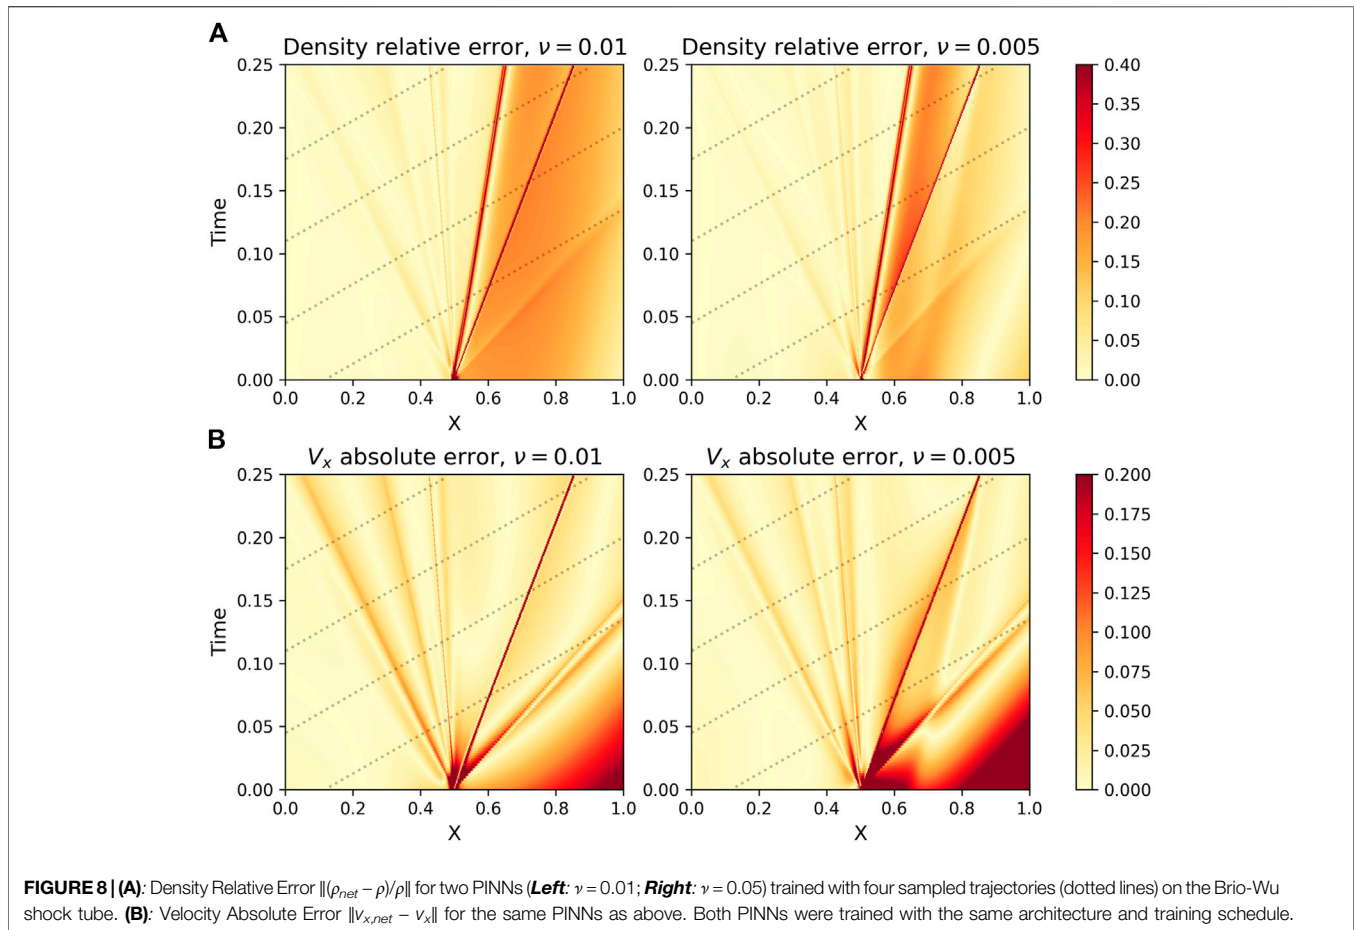 A
Density relative error, ν = 0.01
Density relative error, ν = 0.005
0.25
0.20
0.15
0.10
0.05
0.00
Time
0.0 0.2 0.4 0.6 0.8 1.0
X
0.25
0.20
0.15
0.10
0.05
0.00
0.0 0.2 0.4 0.6 0.8 1.0
X
0.40
0.35
0.30
0.25
0.20
0.15
0.10
0.05
0.00
B
Vx absolute error, ν = 0.01
Vx absolute error, ν = 0.005
0.25
0.20
0.15
0.10
0.05
0.00
Time
0.0 0.2 0.4 0.6 0.8 1.0
X
0.25
0.20
0.15
0.10
0.05
0.00
0.0 0.2 0.4 0.6 0.8 1.0
X
0.200
0.175
0.150
0.125
0.100
0.075
0.050
0.025
0.000
FIGURE 8 | (A): Density Relative Error ‖(ρnet − ρ)/ρ‖ for two PINNs (Left: ν = 0.01; Right: ν = 0.05) trained with four sampled trajectories (dotted lines) on the Brio-Wu
shock tube. (B): Velocity Absolute Error ‖vx,net − vx‖ for the same PINNs as above. Both PINNs were trained with the same architecture and training schedule.